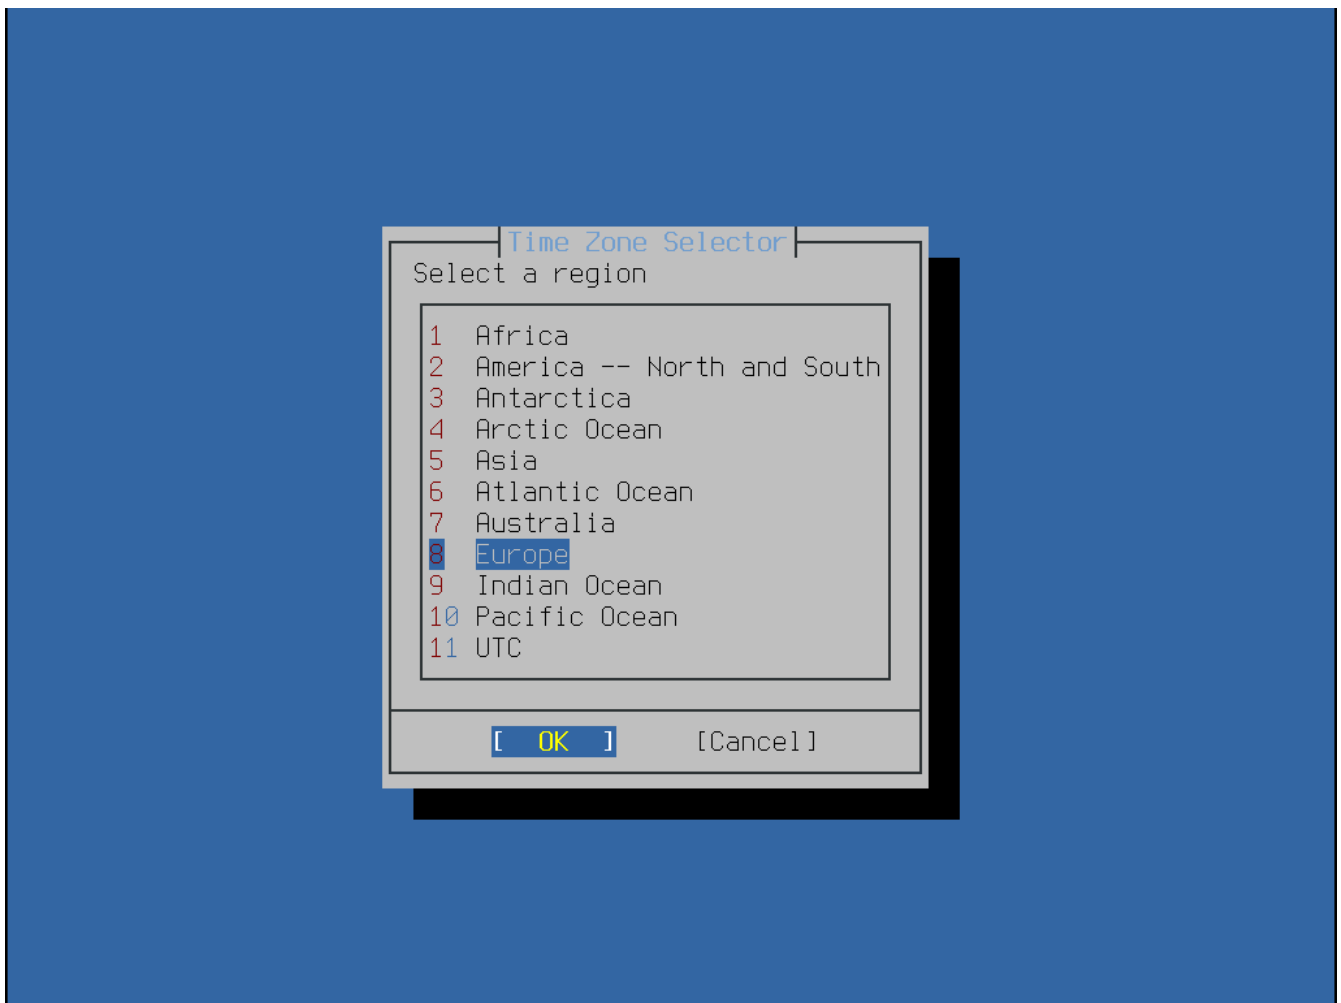 Time Zone Selector
Select a region
1 Africa
2 America -- North and South
3 Antarctica
4 Arctic Ocean
5 Asia
6 Atlantic Ocean
7 Australia
8 Europe
9 Indian Ocean
10 Pacific Ocean
11 UTC
[ OK ] [Cancel]